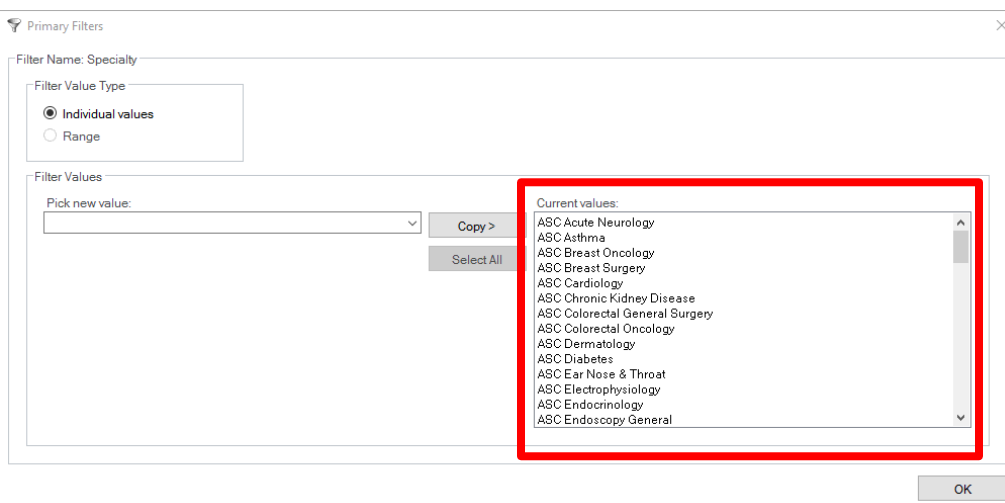 Primary Filters
Filter Name: Specialty
Filter Value Type
Individual values
Range
Filter Values
Pick new value:
Copy >
Select All
Current values:
ASC Acute Neurology
ASC Asthma
ASC Breast Oncology
ASC Breast Surgery
ASC Cardiology
ASC Chronic Kidney Disease
ASC Colorectal General Surgery
ASC Colorectal Oncology
ASC Dermatology
ASC Diabetes
ASC Ear Nose & Throat
ASC Electrophysiology
ASC Endocrinology
ASC Endoscopy General
OK